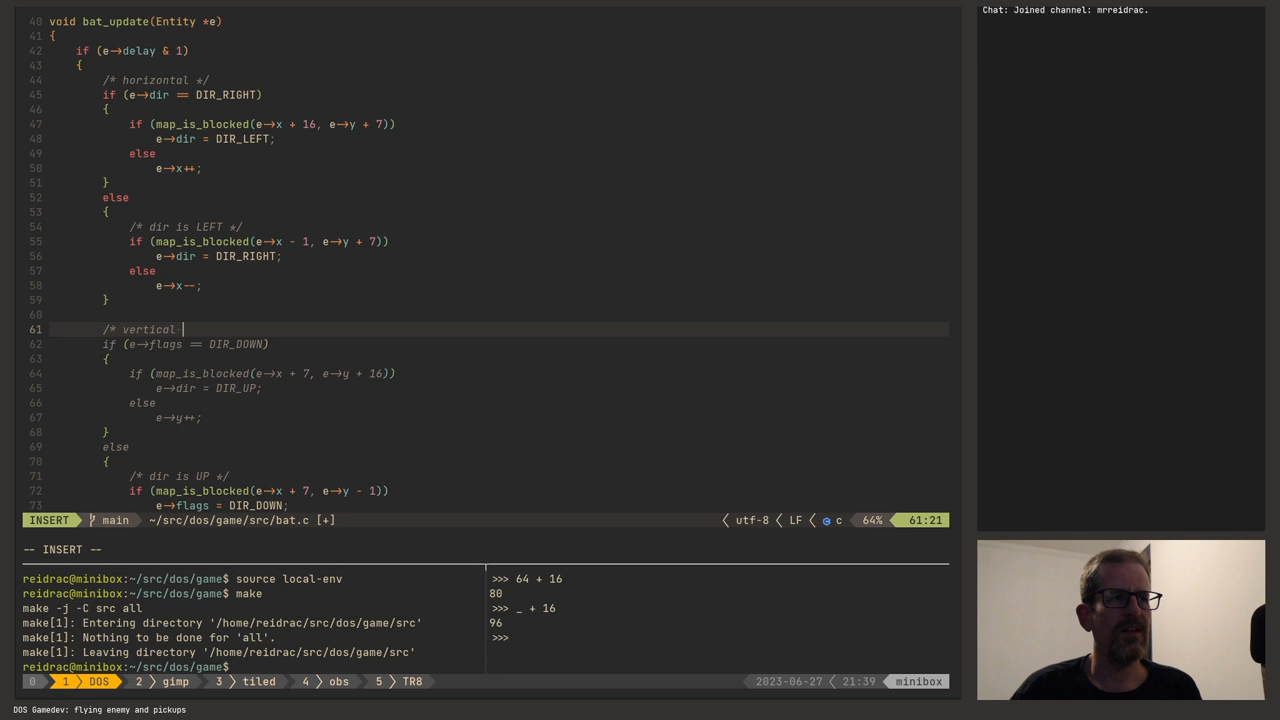 Chat: Joined channel: mrreidrac.
40 void bat_update(Entity *e)
41 {
42     if (e->delay & 1)
43     {
44         /* horizontal */
45         if (e->dir == DIR_RIGHT)
46         {
47             if (map_is_blocked(e->x + 16, e->y + 7))
48                 e->dir = DIR_LEFT;
49             else
50                 e->x++;
51         }
52         else
53         {
54             /* dir is LEFT */
55             if (map_is_blocked(e->x - 1, e->y + 7))
56                 e->dir = DIR_RIGHT;
57             else
58                 e->x--;
59         }
60
61         /* vertical
62         if (e->flags == DIR_DOWN)
63         {
64             if (map_is_blocked(e->x + 7, e->y + 16))
65                 e->dir = DIR_UP;
66             else
67                 e->y++;
68         }
69         else
70         {
71             /* dir is UP */
72             if (map_is_blocked(e->x + 7, e->y - 1))
73                 e->flags = DIR_DOWN;
INSERT main ~/src/dos/game/src/bat.c [+] utf-8 LF c 64% 61:21
-- INSERT --
reidrac@minibox:~/src/dos/game$ source local-env
reidrac@minibox:~/src/dos/game$ make
make -j -C src all
make[1]: Entering directory '/home/reidrac/src/dos/game/src'
make[1]: Nothing to be done for 'all'.
make[1]: Leaving directory '/home/reidrac/src/dos/game/src'
reidrac@minibox:~/src/dos/game$
>>> 64 + 16
80
>>> _ + 16
96
>>>
0 1 DOS 2 gimp 3 tiled 4 obs 5 TR8 2023-06-27 21:39 minibox
DOS Gamedev: flying enemy and pickups